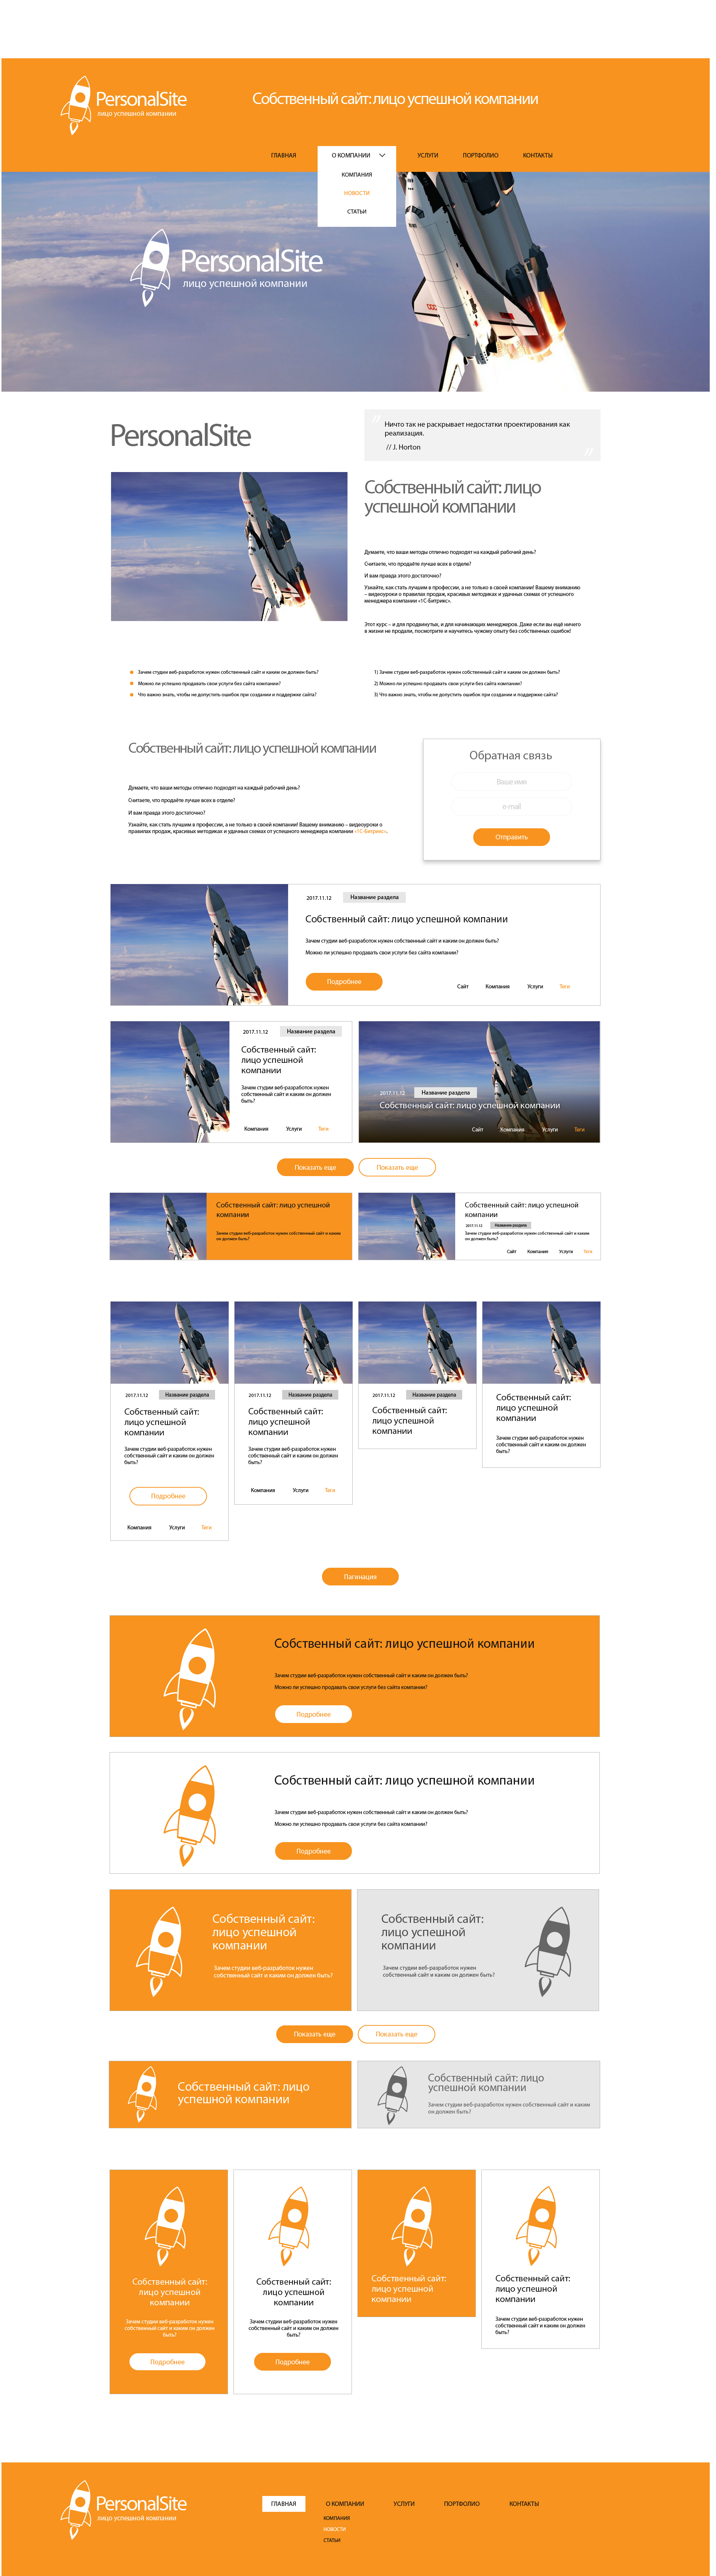 PersonalSite
лицо успешной компании
Собственный сайт: лицо успешной компании
ГЛАВНАЯ
О КОМПАНИИ
УСЛУГИ
ПОРТФОЛИО
КОНТАКТЫ
КОМПАНИЯ
НОВОСТИ
СТАТЬИ
PersonalSite
лицо успешной компании
PersonalSite
//
Ничто так не раскрывает недостатки проектирования как
реализация.
// J. Horton
//
Собственный сайт: лицо
успешной компании
Думаете, что ваши методы отлично подходят на каждый рабочий день?
Считаете, что продаёте лучше всех в отделе?
И вам правда этого достаточно?
Узнайте, как стать лучшим в профессии, а не только в своей компании! Вашему вниманию
– видеоуроки о правилах продаж, красивых методиках и удачных схемах от успешного
менеджера компании «1С-Битрикс».
Этот курс – и для продвинутых, и для начинающих менеджеров. Даже если вы ещё ничего
в жизни не продали, посмотрите и научитесь чужому опыту без собственных ошибок!
Зачем студии веб-разработок нужен собственный сайт и каким он должен быть?
Можно ли успешно продавать свои услуги без сайта компании?
Что важно знать, чтобы не допустить ошибок при создании и поддержке сайта?
1) Зачем студии веб-разработок нужен собственный сайт и каким он должен быть?
2) Можно ли успешно продавать свои услуги без сайта компании?
3) Что важно знать, чтобы не допустить ошибок при создании и поддержке сайта?
Собственный сайт: лицо успешной компании
Думаете, что ваши методы отлично подходят на каждый рабочий день?
Считаете, что продаёте лучше всех в отделе?
И вам правда этого достаточно?
Узнайте, как стать лучшим в профессии, а не только в своей компании! Вашему вниманию – видеоуроки о
правилах продаж, красивых методиках и удачных схемах от успешного менеджера компании «1С-Битрикс».
Обратная связь
Ваше имя
e-mail
Отправить
2017.11.12
Название раздела
Собственный сайт: лицо успешной компании
Зачем студии веб-разработок нужен собственный сайт и каким он должен быть?
Можно ли успешно продавать свои услуги без сайта компании?
Подробнее
Сайт
Компания
Услуги
Теги
2017.11.12
Название раздела
Собственный сайт:
лицо успешной
компании
Зачем студии веб-разработок нужен
собственный сайт и каким он должен
быть?
Компания
Услуги
Теги
2017.11.12
Название раздела
Собственный сайт: лицо успешной компании
Сайт
Компания
Услуги
Теги
Показать еще
Показать еще
Собственный сайт: лицо успешной
компании
Зачем студии веб-разработок нужен собственный сайт и каким
он должен быть?
Собственный сайт: лицо успешной
компании
2017.11.12
Название раздела
Зачем студии веб-разработок нужен собственный сайт и каким
он должен быть?
Сайт
Компания
Услуги
Теги
2017.11.12
Название раздела
Собственный сайт:
лицо успешной
компании
Зачем студии веб-разработок нужен
собственный сайт и каким он должен
быть?
Подробнее
Компания
Услуги
Теги
2017.11.12
Название раздела
Собственный сайт:
лицо успешной
компании
Зачем студии веб-разработок нужен
собственный сайт и каким он должен
быть?
Компания
Услуги
Теги
2017.11.12
Название раздела
Собственный сайт:
лицо успешной
компании
Собственный сайт:
лицо успешной
компании
Зачем студии веб-разработок нужен
собственный сайт и каким он должен
быть?
Пагинация
Собственный сайт: лицо успешной компании
Зачем студии веб-разработок нужен собственный сайт и каким он должен быть?
Можно ли успешно продавать свои услуги без сайта компании?
Подробнее
Собственный сайт: лицо успешной компании
Зачем студии веб-разработок нужен собственный сайт и каким он должен быть?
Можно ли успешно продавать свои услуги без сайта компании?
Подробнее
Собственный сайт:
лицо успешной
компании
Зачем студии веб-разработок нужен
собственный сайт и каким он должен быть?
Собственный сайт:
лицо успешной
компании
Зачем студии веб-разработок нужен
собственный сайт и каким он должен быть?
Показать еще
Показать еще
Собственный сайт: лицо
успешной компании
Собственный сайт: лицо
успешной компании
Зачем студии веб-разработок нужен собственный сайт и каким
он должен быть?
Собственный сайт:
лицо успешной
компании
Зачем студии веб-разработок нужен
собственный сайт и каким он должен
быть?
Подробнее
Собственный сайт:
лицо успешной
компании
Зачем студии веб-разработок нужен
собственный сайт и каким он должен
быть?
Подробнее
Собственный сайт:
лицо успешной
компании
Собственный сайт:
лицо успешной
компании
Зачем студии веб-разработок нужен
собственный сайт и каким он должен
быть?
PersonalSite
лицо успешной компании
ГЛАВНАЯ
О КОМПАНИИ
УСЛУГИ
ПОРТФОЛИО
КОНТАКТЫ
КОМПАНИЯ
НОВОСТИ
СТАТЬИ